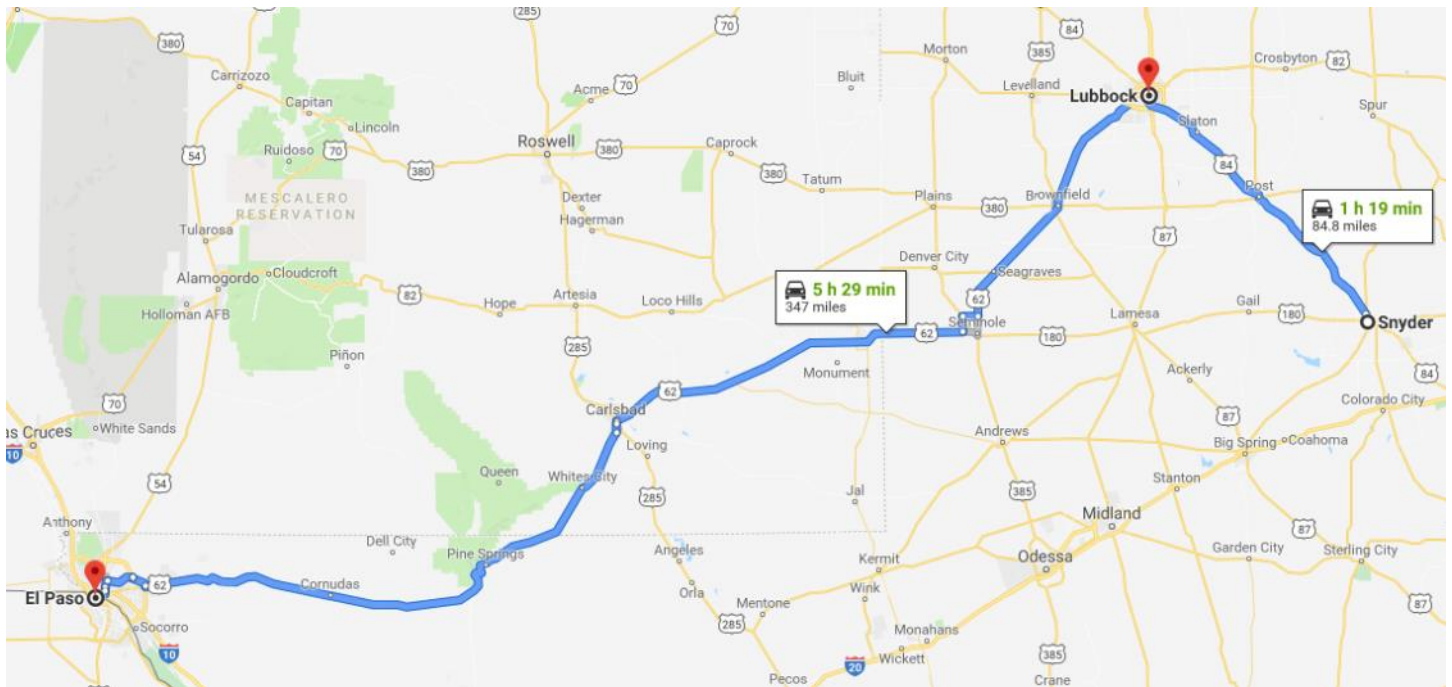 285
70
84
380
385
70
Morton
84
Crosbyton
82
Carrizozo
70
Bluit
Levelland
Acme
Lubbock
Capitan
Spur
Lincoln
Slaton
54
Roswell
Caprock
Ruidoso
70
380
380
380
84
Post
Tatum
Dexter
Plains
Brownfield
1 h 19 min
MESCALERO
RESERVATION
380
84.8 miles
Hagerman
Tularosa
87
Denver City
Cloudcroft
Seagraves
Alamogordo
5 h 29 min
347 miles
82
Hope
Artesia
Loco Hills
62
Gail
Holloman AFB
Lamesa
180
Snyder
Seminole
62
180
285
Piñon
Monument
84
Ackerly
62
70
Carlsbad
Colorado City
87
White Sands
as Cruces
Andrews
Loving
Big Spring
Coahoma
10
Queen
Whites City
Stanton
54
Jal
385
285
Midland
Anthony
87
Dell City
Pine Springs
Angeles
Kermit
Odessa
Garden City
Sterling City
62
Cornudas
Orla
Wink
El Paso
Mentone
87
Socorro
285
Monahans
10
Wickett
20
385
Pecos
Crane